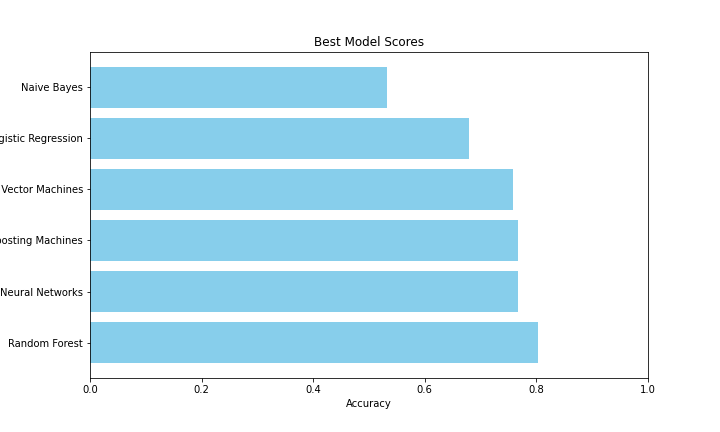 Best Model Scores
Naive Bayes
gistic Regression
Vector Machines
osting Machines
Neural Networks
Random Forest
0.0 0.2 0.4 0.6 0.8 1.0
Accuracy